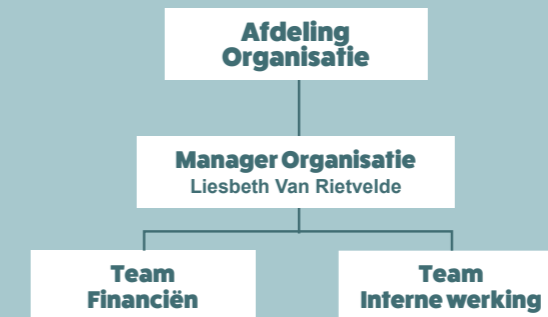 Afdeling
Organisatie
Manager Organisatie
Liesbeth Van Rietvelde
Team
Financiën
Team
Interne werking